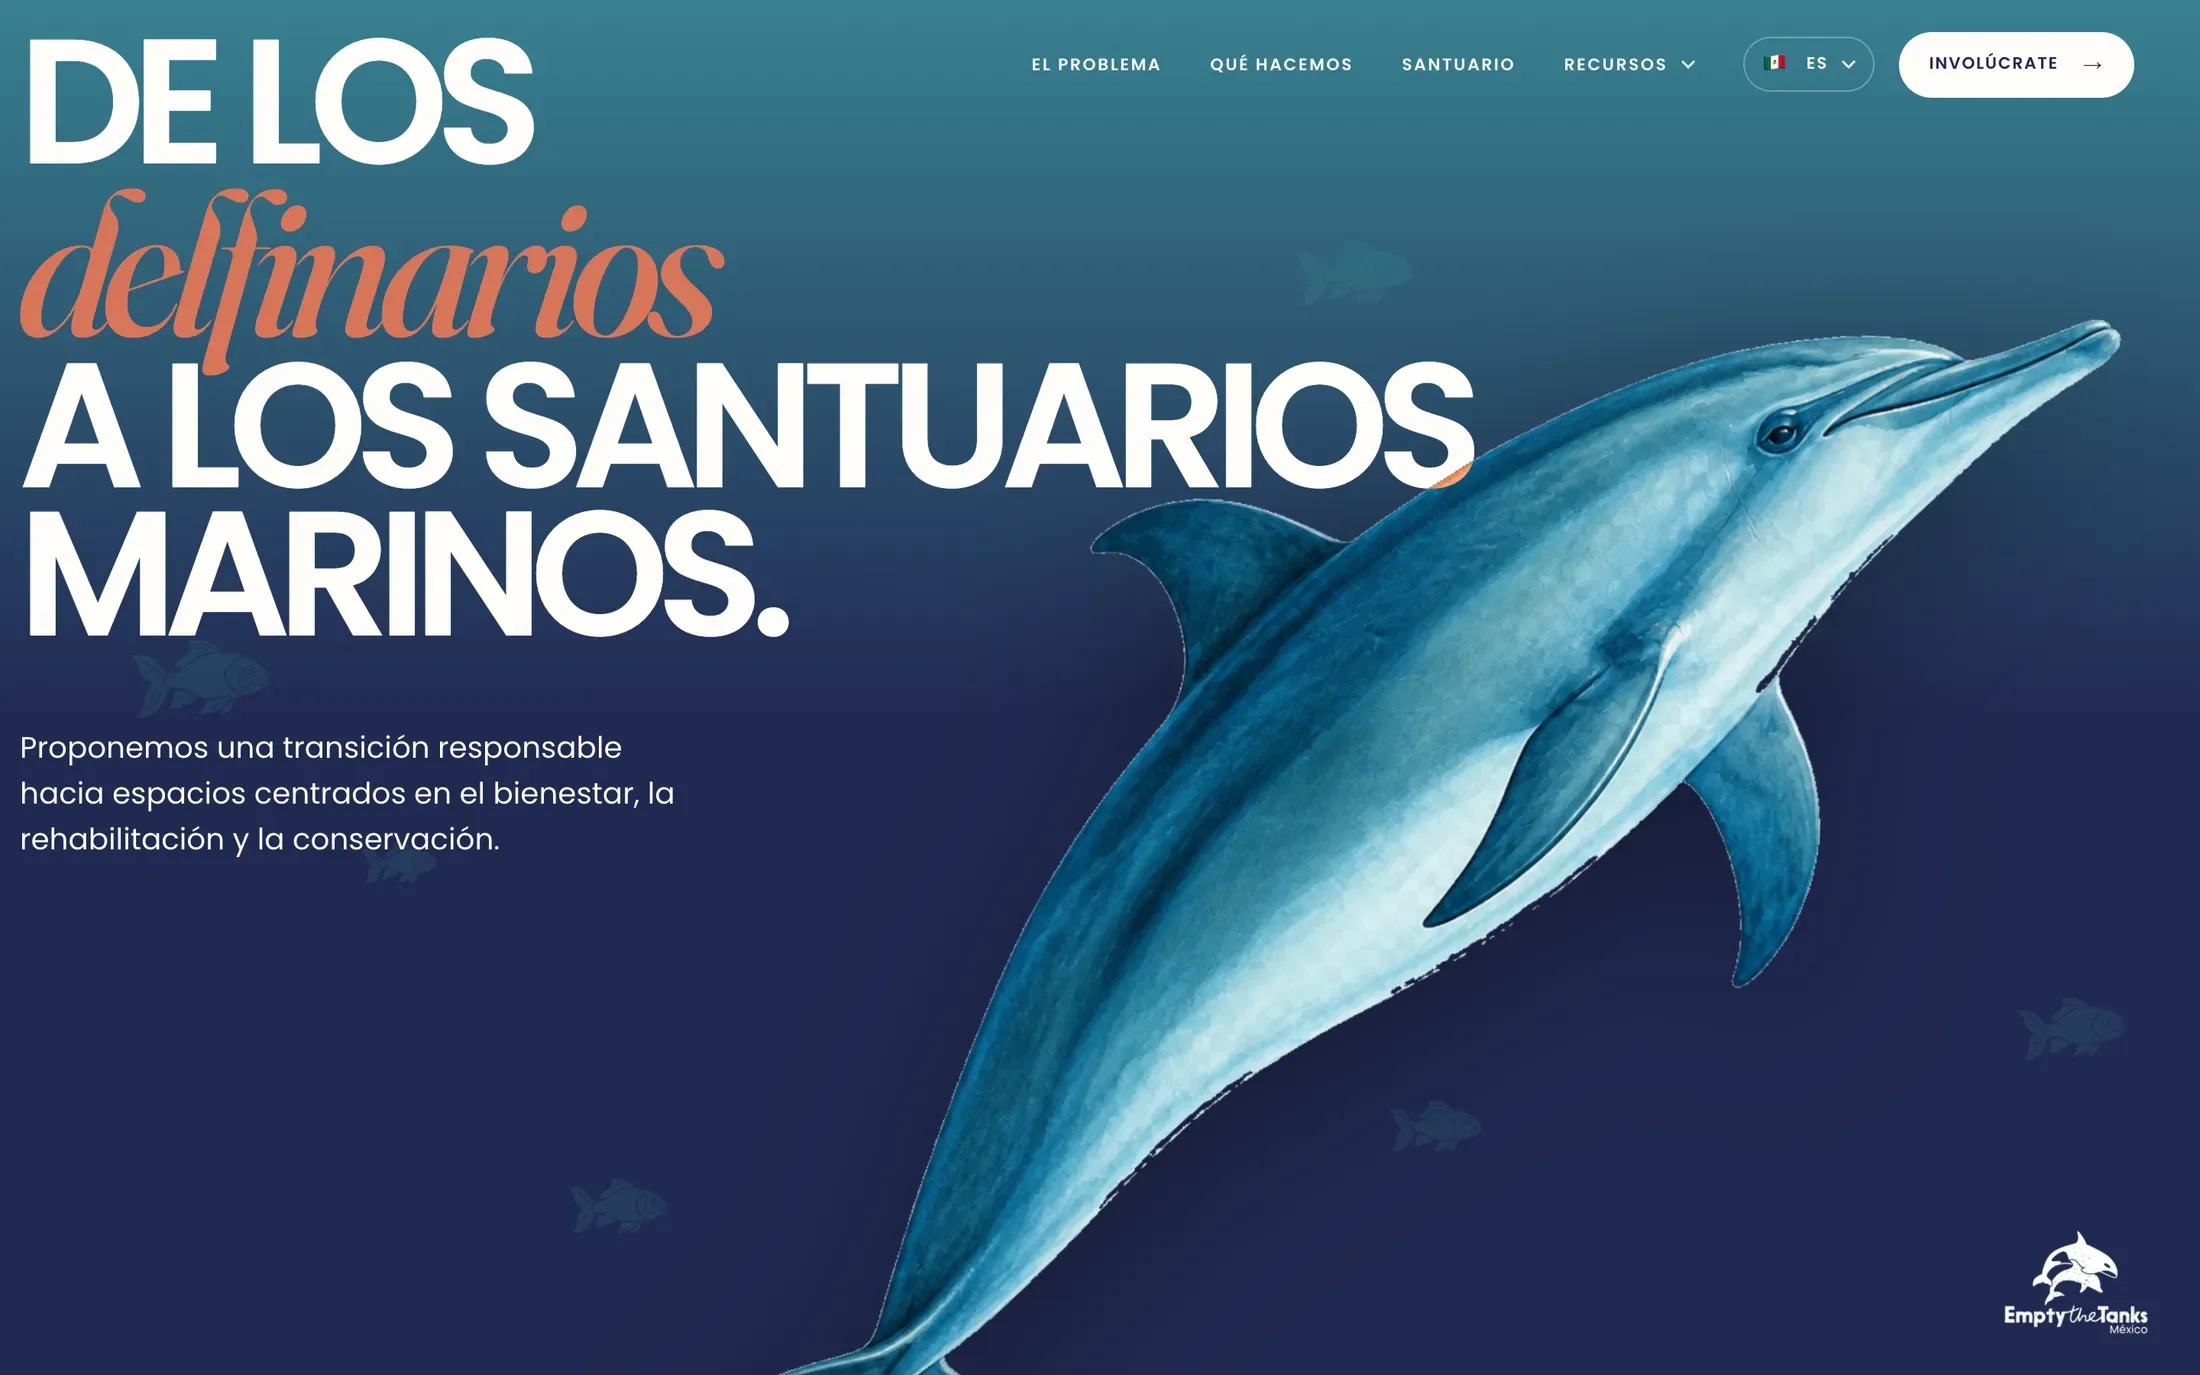 DE LOS
delfinarios
A LOS SANTUARIOS
MARINOS.
EL PROBLEMA QUÉ HACEMOS SANTUARIO RECURSOS ES INVOLÚCRATE →
Proponemos una transición responsable
hacia espacios centrados en el bienestar, la
rehabilitación y la conservación.
Empty the Tanks
México